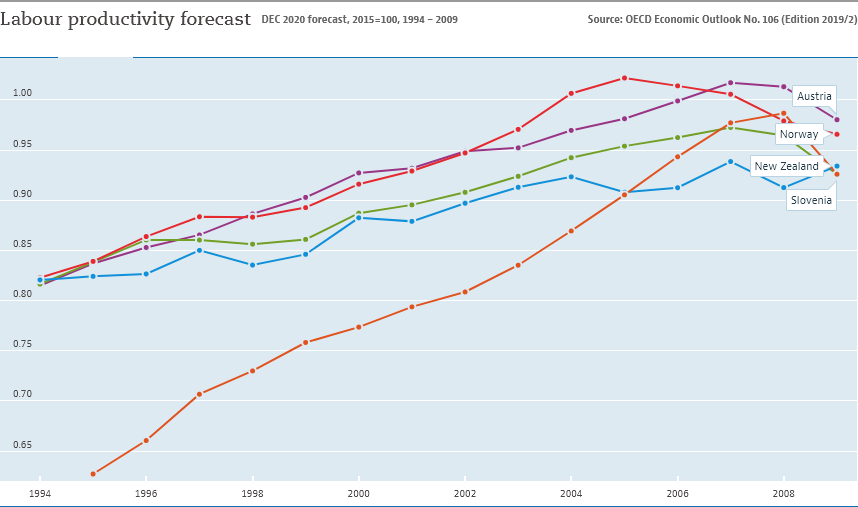 Labour productivity forecast DEC 2020 forecast, 2015=100, 1994 – 2009 Source: OECD Economic Outlook No. 106 (Edition 2019/2)
1.00
Austria
Norway
0.95
New Zealand
0.90
Slovenia
0.85
0.80
0.75
0.70
0.65
1994 1996 1998 2000 2002 2004 2006 2008